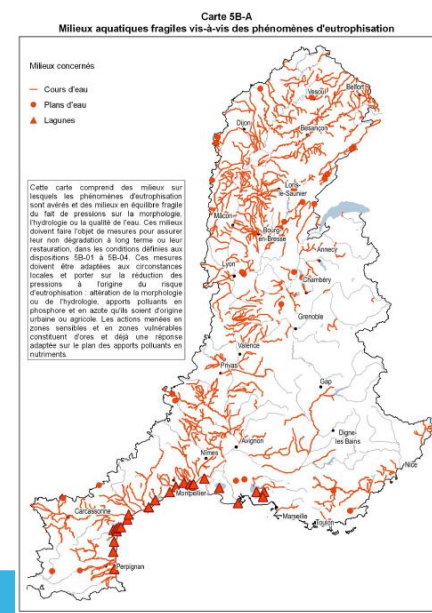 Carte 5B-A
Milieux aquatiques fragiles vis-à-vis des phénomènes d'eutrophisation
Milieux concernés
Cours d'eau
Plans d'eau
Lagunes
Cette carte comprend des milieux sur
lesquels les phénomènes d'eutrophisation
sont avérés et des milieux en équilibre fragile
du fait de pressions sur la morphologie,
l'hydrologie ou la qualité de l'eau. Ces milieux
doivent faire l'objet de mesures pour assurer
leur non dégradation à long terme ou leur
restauration, dans les conditions définies aux
dispositions 5B-01 à 5B-04. Ces mesures
doivent être adaptées aux circonstances
locales et porter sur la réduction des
pressions à l'origine du risque
d'eutrophisation : altération de la morphologie
ou de l'hydrologie, apports polluants en
phosphore et en azote qu'ils soient d'origine
urbaine ou agricole. Les actions menées en
zones sensibles et en zones vulnérables
constituent d'ores et déjà une réponse
adaptée sur le plan des apports polluants en
nutriments.
Vesoul
Belfort
Dijon
Besançon
Lons-
le-Saunier
Mâcon
Bourg
en-Bresse
Annecy
Lyon
Chambéry
Grenoble
Valence
Privas
Gap
Digne-
les Bains
Avignon
Nîmes
Nice
Montpellier
Carcassonne
Marseille
Toulon
Perpignan